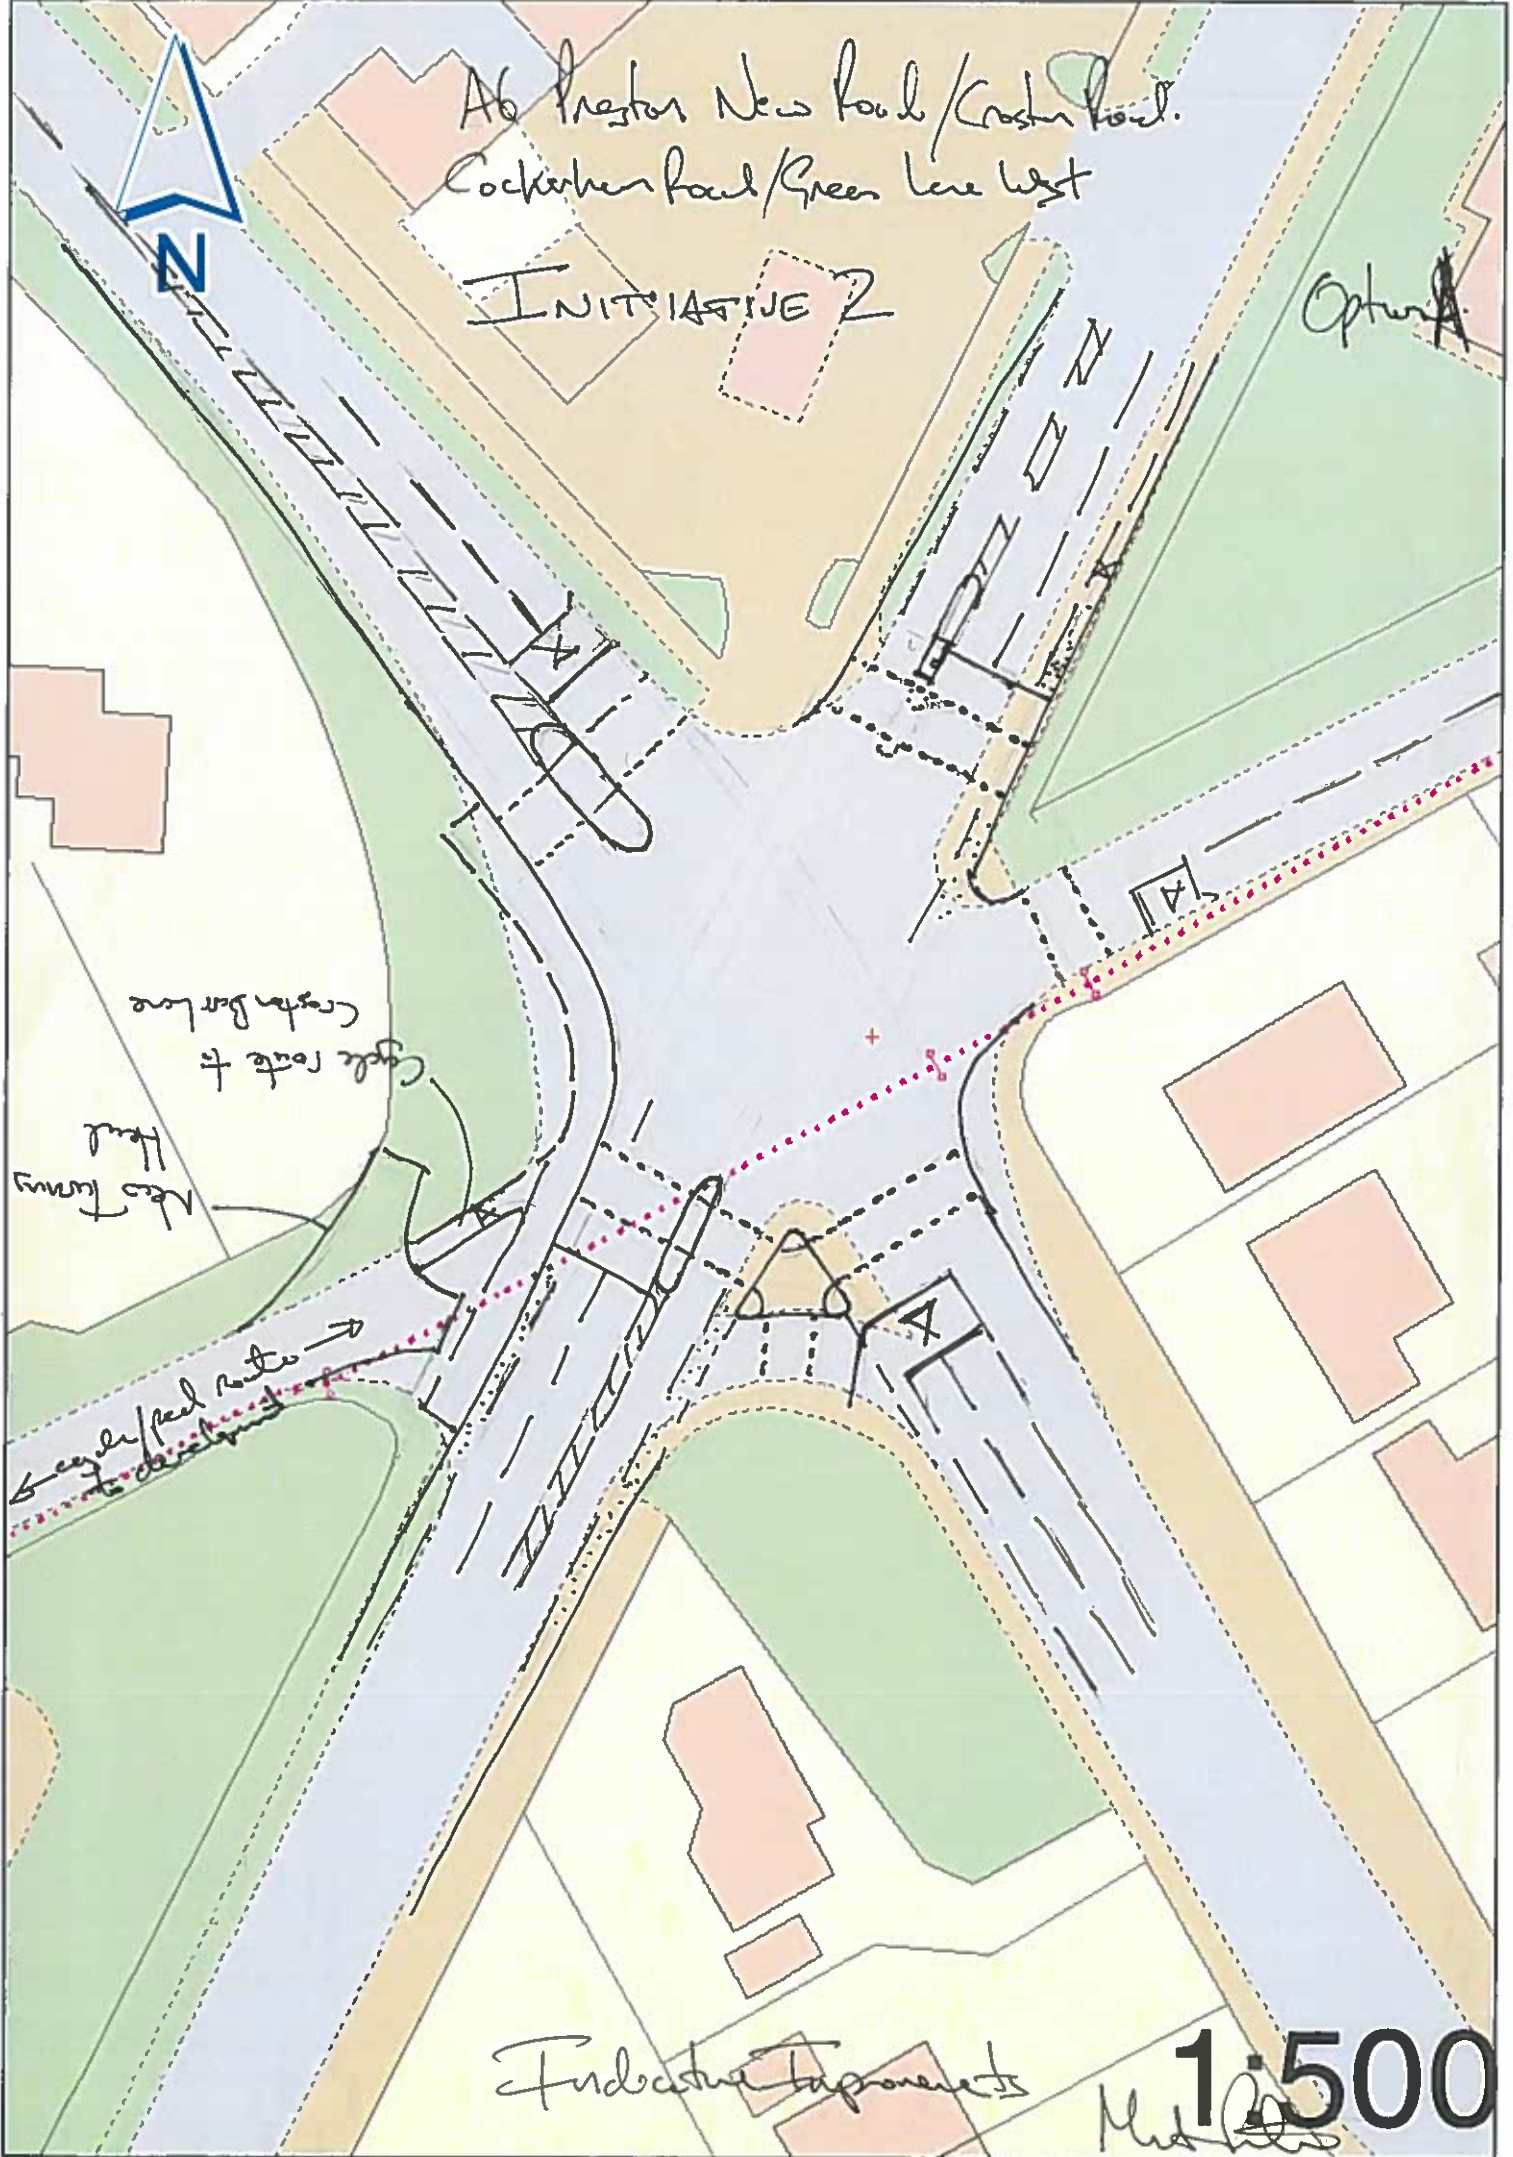 A6 Preston New Road/Croston Road.
Cockerham Road/Green Lane West
INITIATIVE 2
Option A
N
Cycle route to
Croston Barn Lane
New Turning
Head
cycle/ped route
to development
Indicative Improvements
1:500